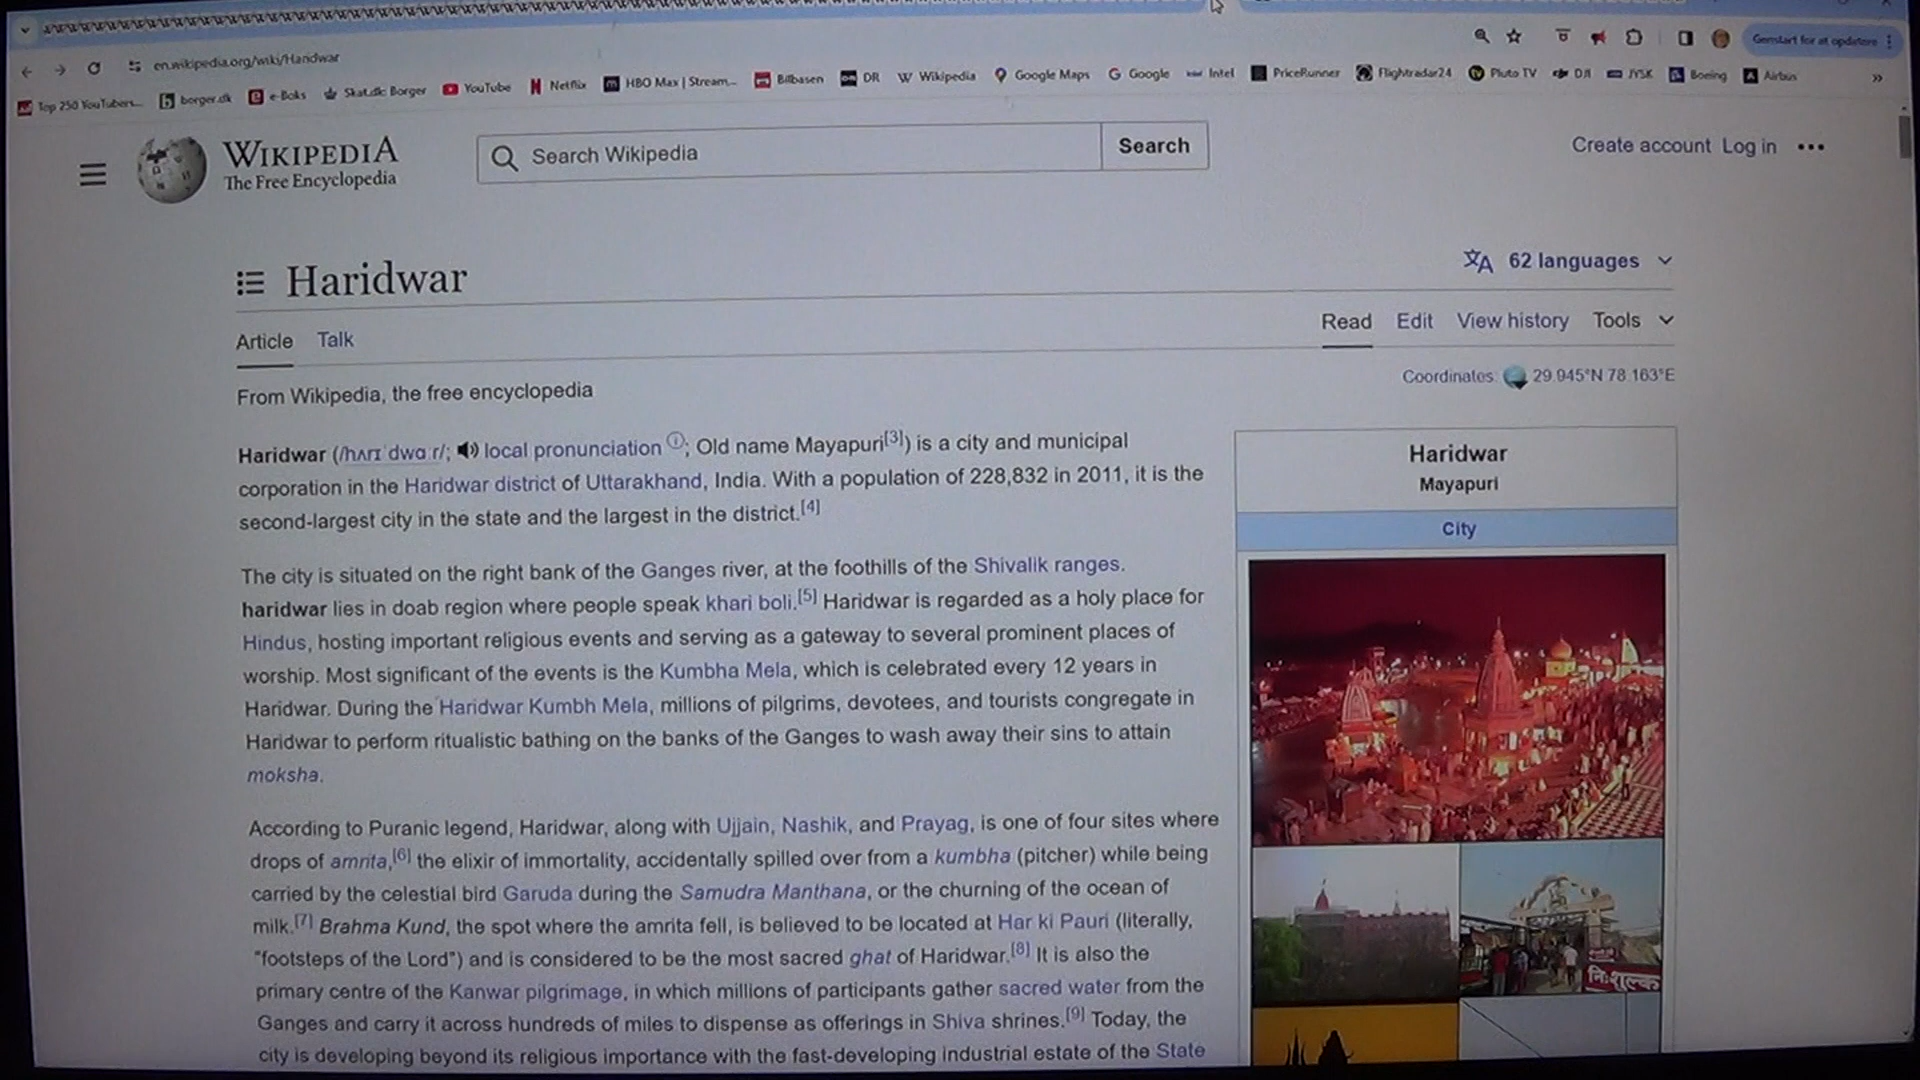 en.wikipedia.org/wiki/Haridwar
Genstart for at opdatere
Top 250 YouTubers... borger.dk e-Boks Skat.dk: Borger YouTube Netflix HBO Max | Stream... Bilbasen DR Wikipedia Google Maps Google Intel PriceRunner Flightradar24 Pluto TV DJI JYSK Boeing Airbus »
WIKIPEDIA
The Free Encyclopedia
Search Wikipedia Search
Create account Log in •••
Haridwar
62 languages
Article Talk
Read Edit View history Tools
From Wikipedia, the free encyclopedia
Coordinates: 29.945°N 78.163°E
Haridwar (/hʌrɪˈdwɑːr/; local pronunciation ⓘ; Old name Mayapuri[3]) is a city and municipal
corporation in the Haridwar district of Uttarakhand, India. With a population of 228,832 in 2011, it is the
second-largest city in the state and the largest in the district.[4]
The city is situated on the right bank of the Ganges river, at the foothills of the Shivalik ranges.
haridwar lies in doab region where people speak khari boli.[5] Haridwar is regarded as a holy place for
Hindus, hosting important religious events and serving as a gateway to several prominent places of
worship. Most significant of the events is the Kumbha Mela, which is celebrated every 12 years in
Haridwar. During the Haridwar Kumbh Mela, millions of pilgrims, devotees, and tourists congregate in
Haridwar to perform ritualistic bathing on the banks of the Ganges to wash away their sins to attain
moksha.
According to Puranic legend, Haridwar, along with Ujjain, Nashik, and Prayag, is one of four sites where
drops of amrita,[6] the elixir of immortality, accidentally spilled over from a kumbha (pitcher) while being
carried by the celestial bird Garuda during the Samudra Manthana, or the churning of the ocean of
milk.[7] Brahma Kund, the spot where the amrita fell, is believed to be located at Har ki Pauri (literally,
"footsteps of the Lord") and is considered to be the most sacred ghat of Haridwar.[8] It is also the
primary centre of the Kanwar pilgrimage, in which millions of participants gather sacred water from the
Ganges and carry it across hundreds of miles to dispense as offerings in Shiva shrines.[9] Today, the
city is developing beyond its religious importance with the fast-developing industrial estate of the State
Haridwar
Mayapuri
City
निःशुल्क